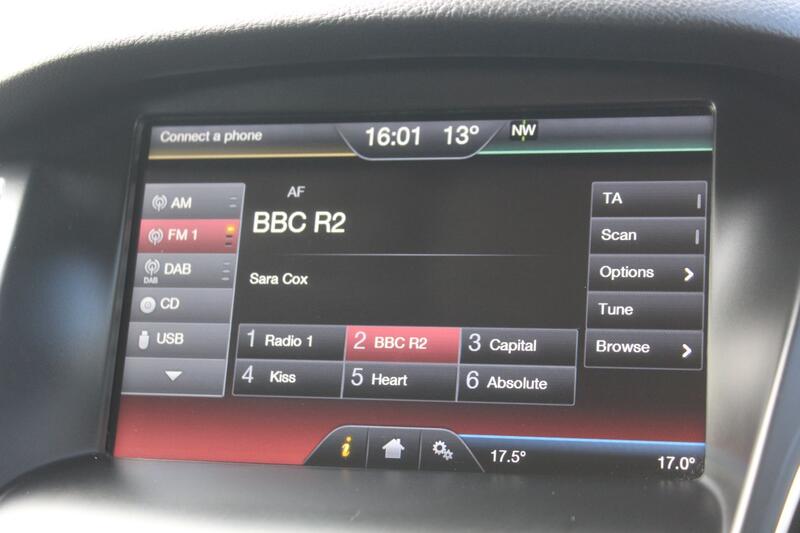 Connect a phone
16:01 13°
NW
AM
FM 1
DAB
DAB
CD
USB
AF
BBC R2
Sara Cox
1 Radio 1
2 BBC R2
3 Capital
4 Kiss
5 Heart
6 Absolute
TA
Scan
Options
Tune
Browse
i
17.5°
17.0°